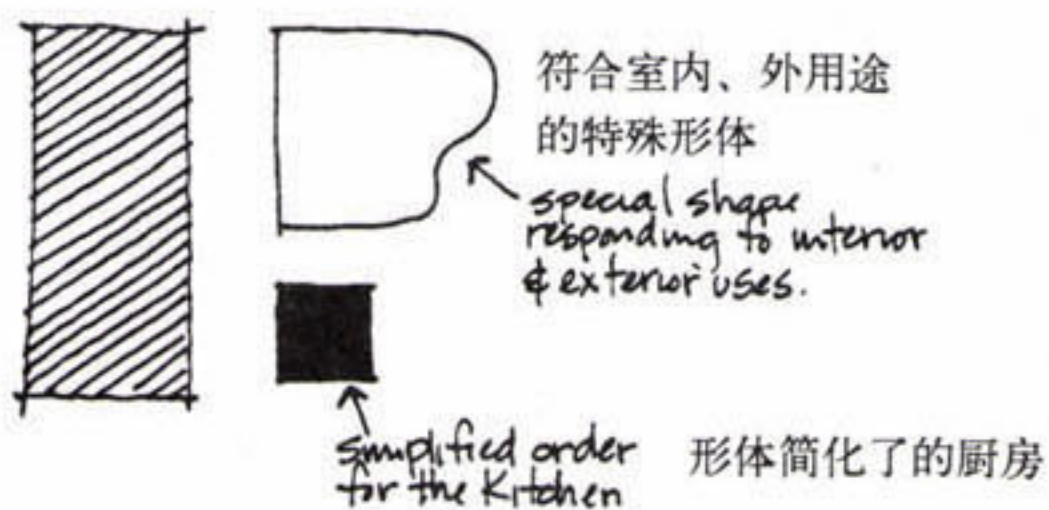 符合室内、外用途
的特殊形体
special shape
responding to interior
& exterior uses.
simplified order
for the Kitchen
形体简化了的厨房